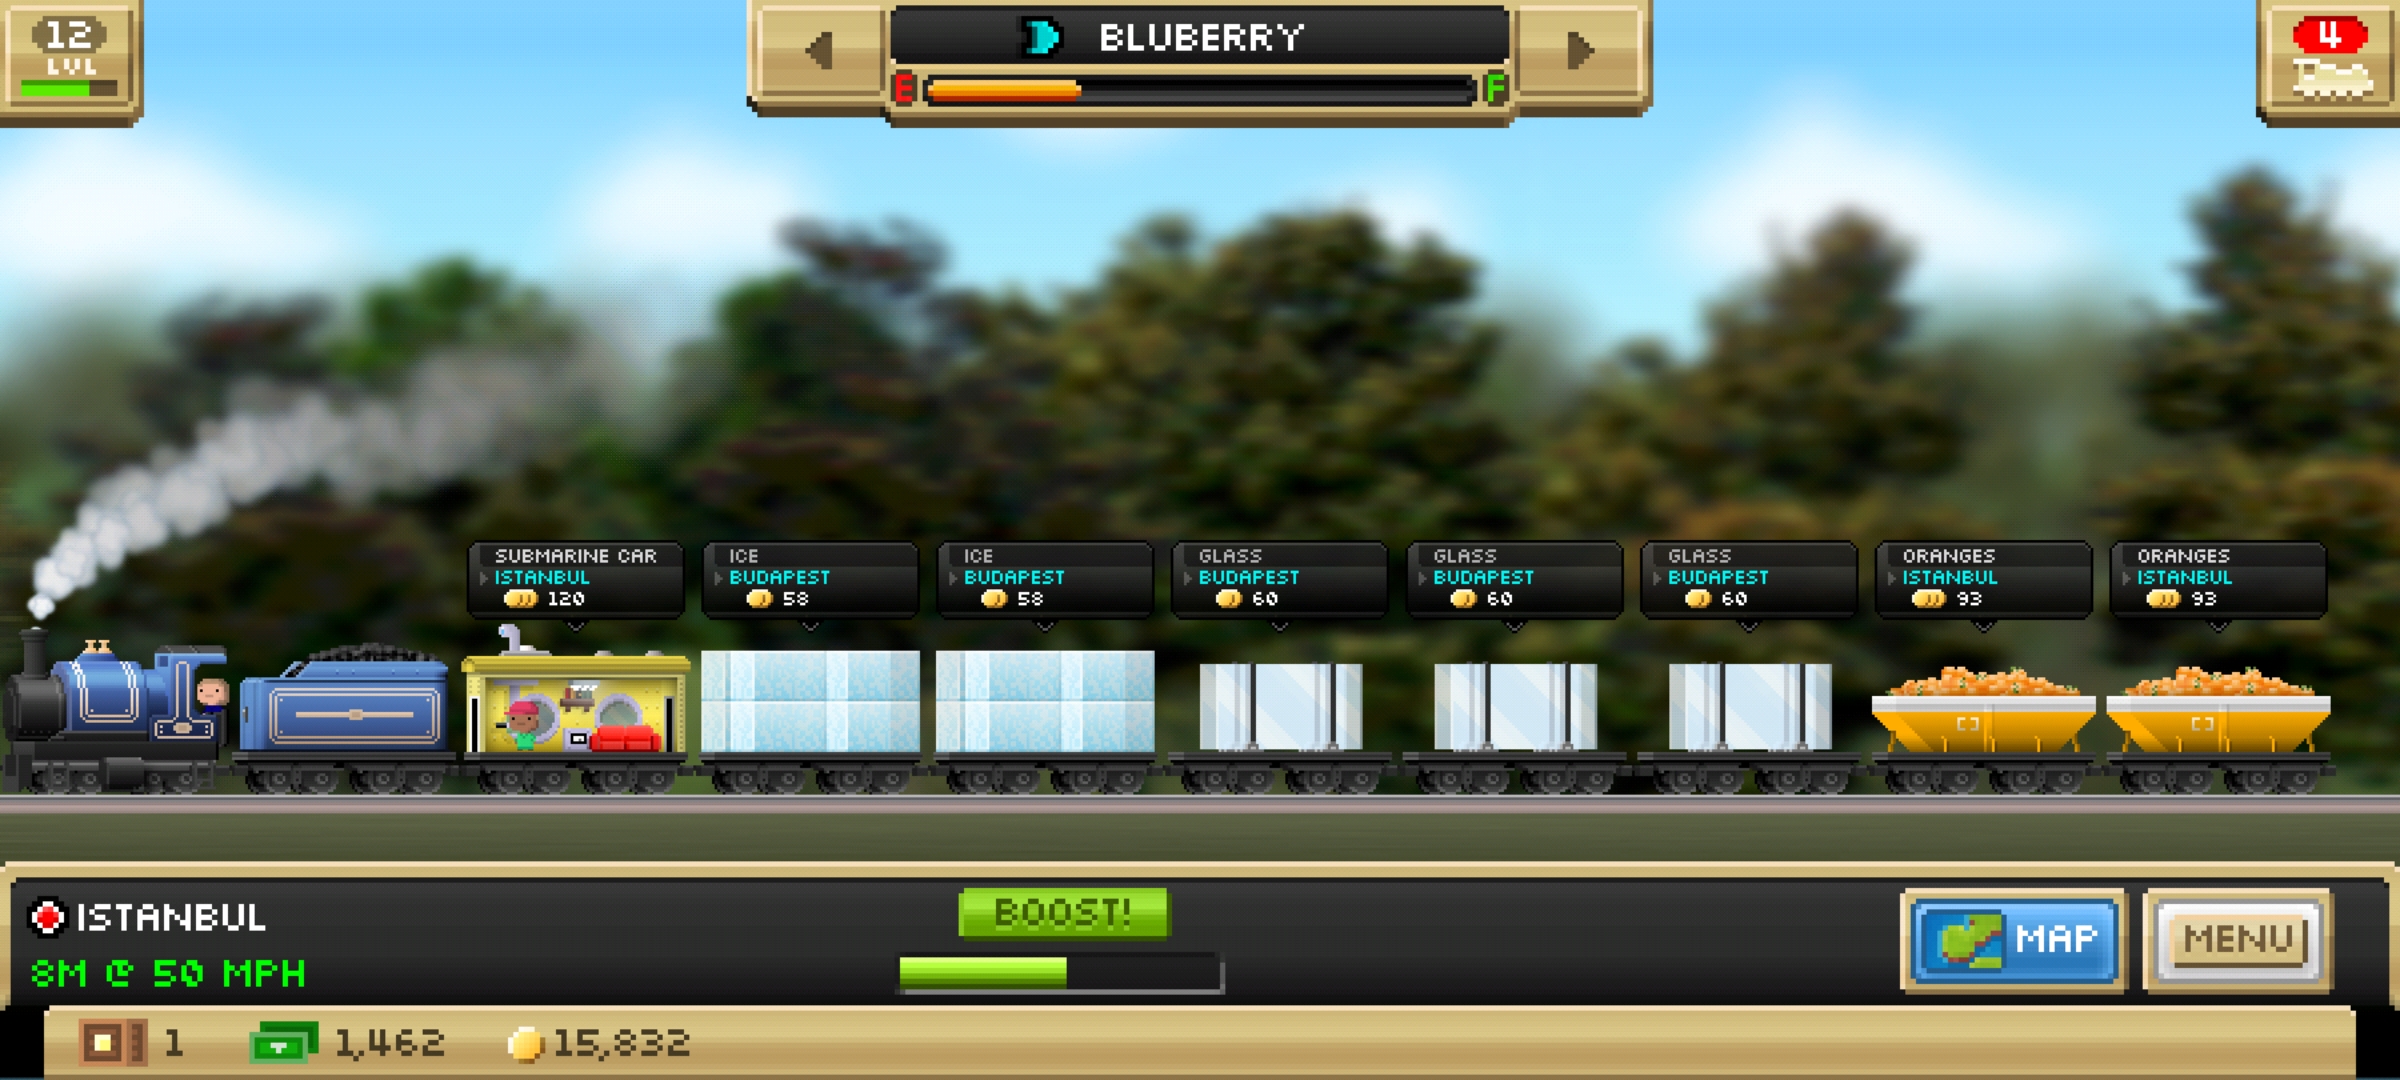 12
LVL
BLUBERRY
E
F
4
SUBMARINE CAR
ISTANBUL
120
ICE
BUDAPEST
58
ICE
BUDAPEST
58
GLASS
BUDAPEST
60
GLASS
BUDAPEST
60
GLASS
BUDAPEST
60
ORANGES
ISTANBUL
93
ORANGES
ISTANBUL
93
ISTANBUL
8M @ 50 MPH
BOOST!
MAP
MENU
1
1,462
15,832